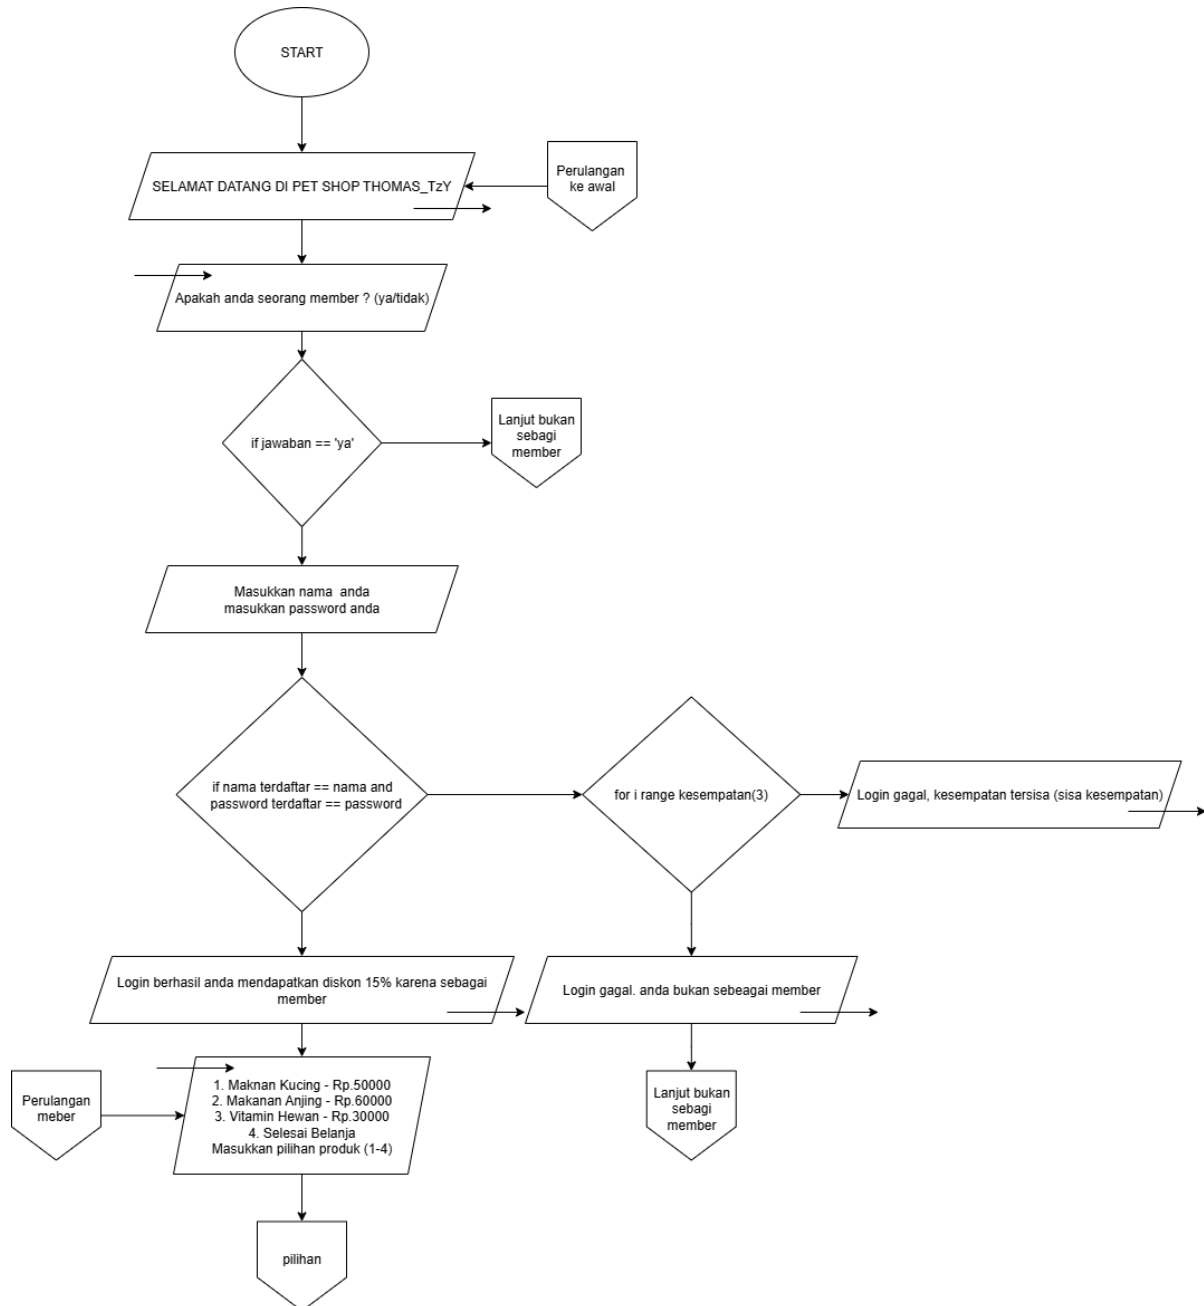 START
SELAMAT DATANG DI PET SHOP THOMAS_TzY
Perulangan
ke awal
Apakah anda seorang member ? (ya/tidak)
if jawaban == 'ya'
Lanjut bukan
sebagi
member
Masukkan nama anda
masukkan password anda
if nama terdaftar == nama and
password terdaftar == password
for i range kesempatan(3)
Login gagal, kesempatan tersisa (sisa kesempatan)
Login berhasil anda mendapatkan diskon 15% karena sebagai
member
Login gagal. anda bukan sebeagai member
Perulangan
meber
1. Maknan Kucing - Rp.50000
2. Makanan Anjing - Rp.60000
3. Vitamin Hewan - Rp.30000
4. Selesai Belanja
Masukkan pilihan produk (1-4)
Lanjut bukan
sebagi
member
pilihan